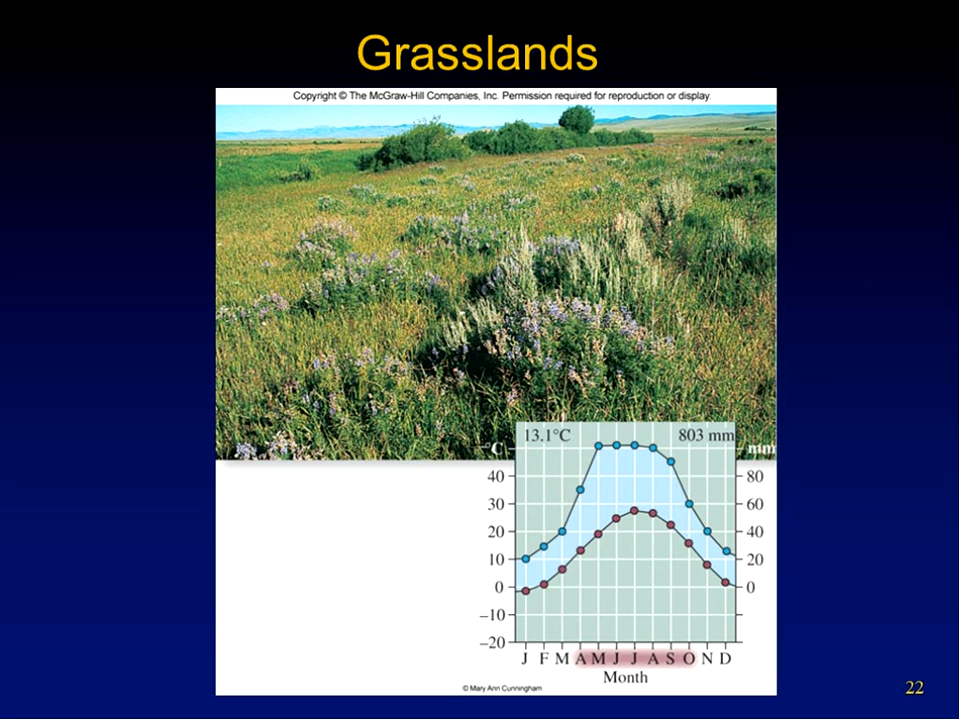 Grasslands
Copyright © The McGraw-Hill Companies, Inc. Permission required for reproduction or display.
13.1°C 803 mm
°C mm
40 80
30 60
20 40
10 20
0 0
–10
–20
J F M A M J J A S O N D
Month
© Mary Ann Cunningham
22